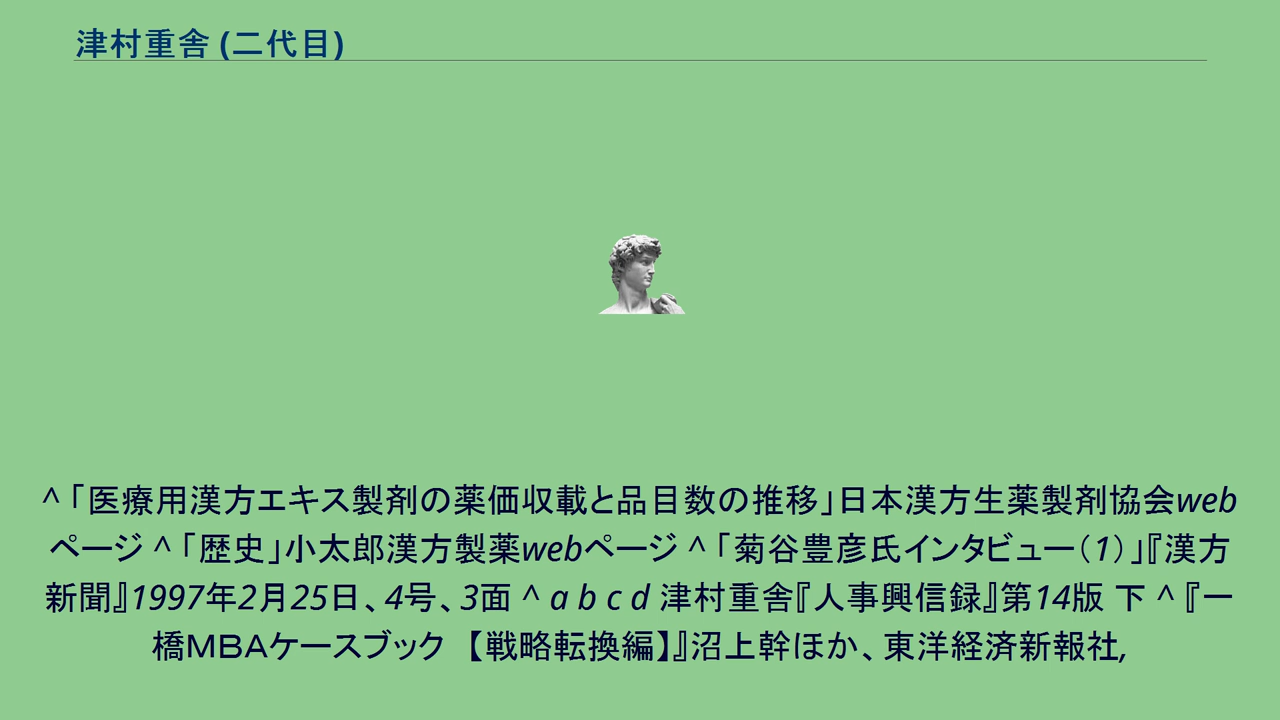 津村重舎 (二代目)
^ 「医療用漢方エキス製剤の薬価収載と品目数の推移」日本漢方生薬製剤協会web
ページ ^ 「歴史」小太郎漢方製薬webページ ^ 「菊谷豊彦氏インタビュー（1）」『漢方
新聞』1997年2月25日、4号、3面 ^ a b c d 津村重舎『人事興信録』第14版 下 ^ 『一
橋ＭＢＡケースブック 【戦略転換編】』沼上幹ほか、東洋経済新報社,